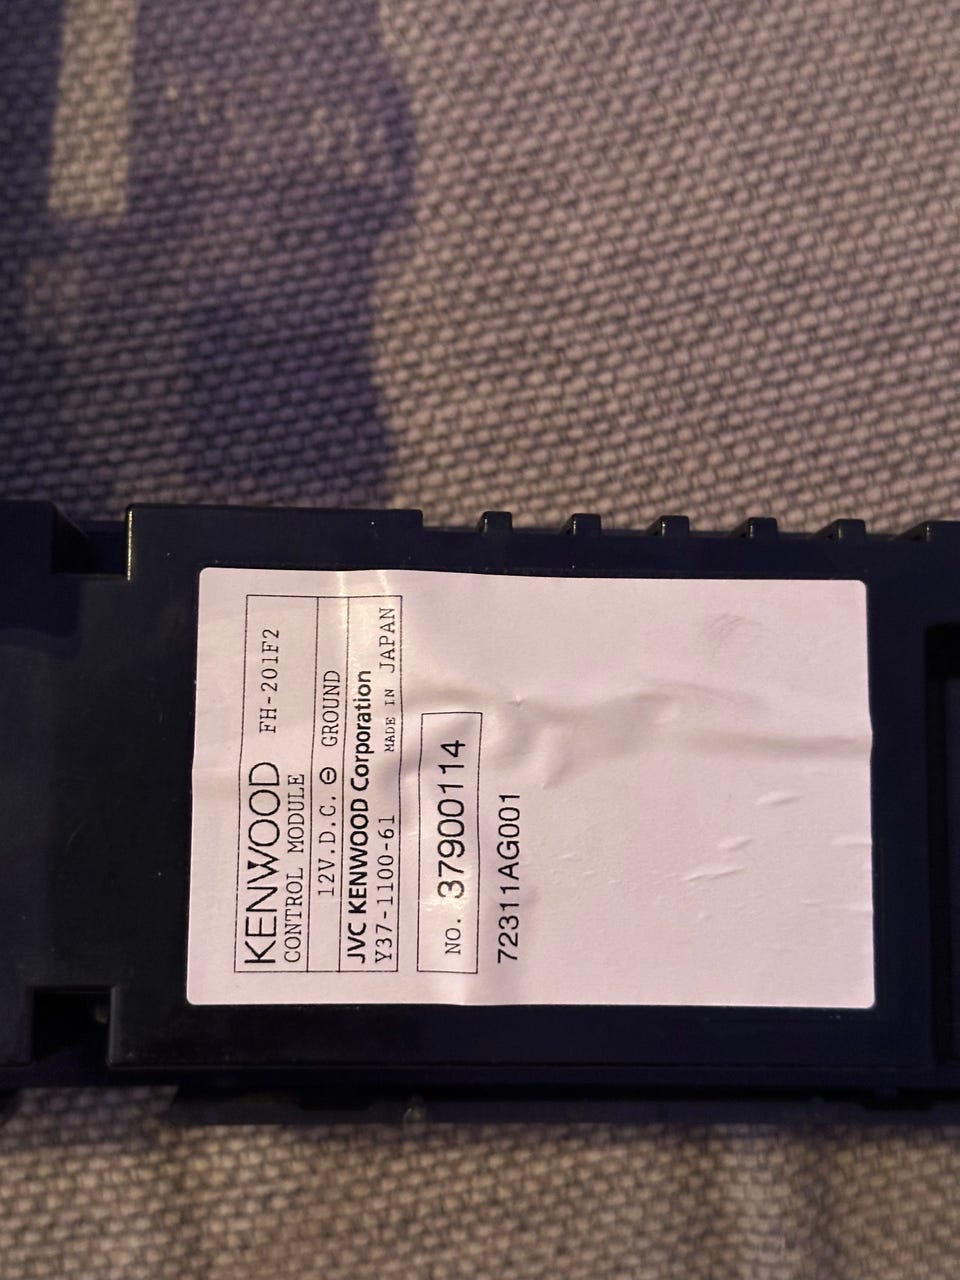 KENWOOD FH-201F2
CONTROL MODULE
12V.D.C. ⊖ GROUND
JVC KENWOOD Corporation
Y37-1100-61 MADE IN JAPAN
NO. 37900114
72311AG001